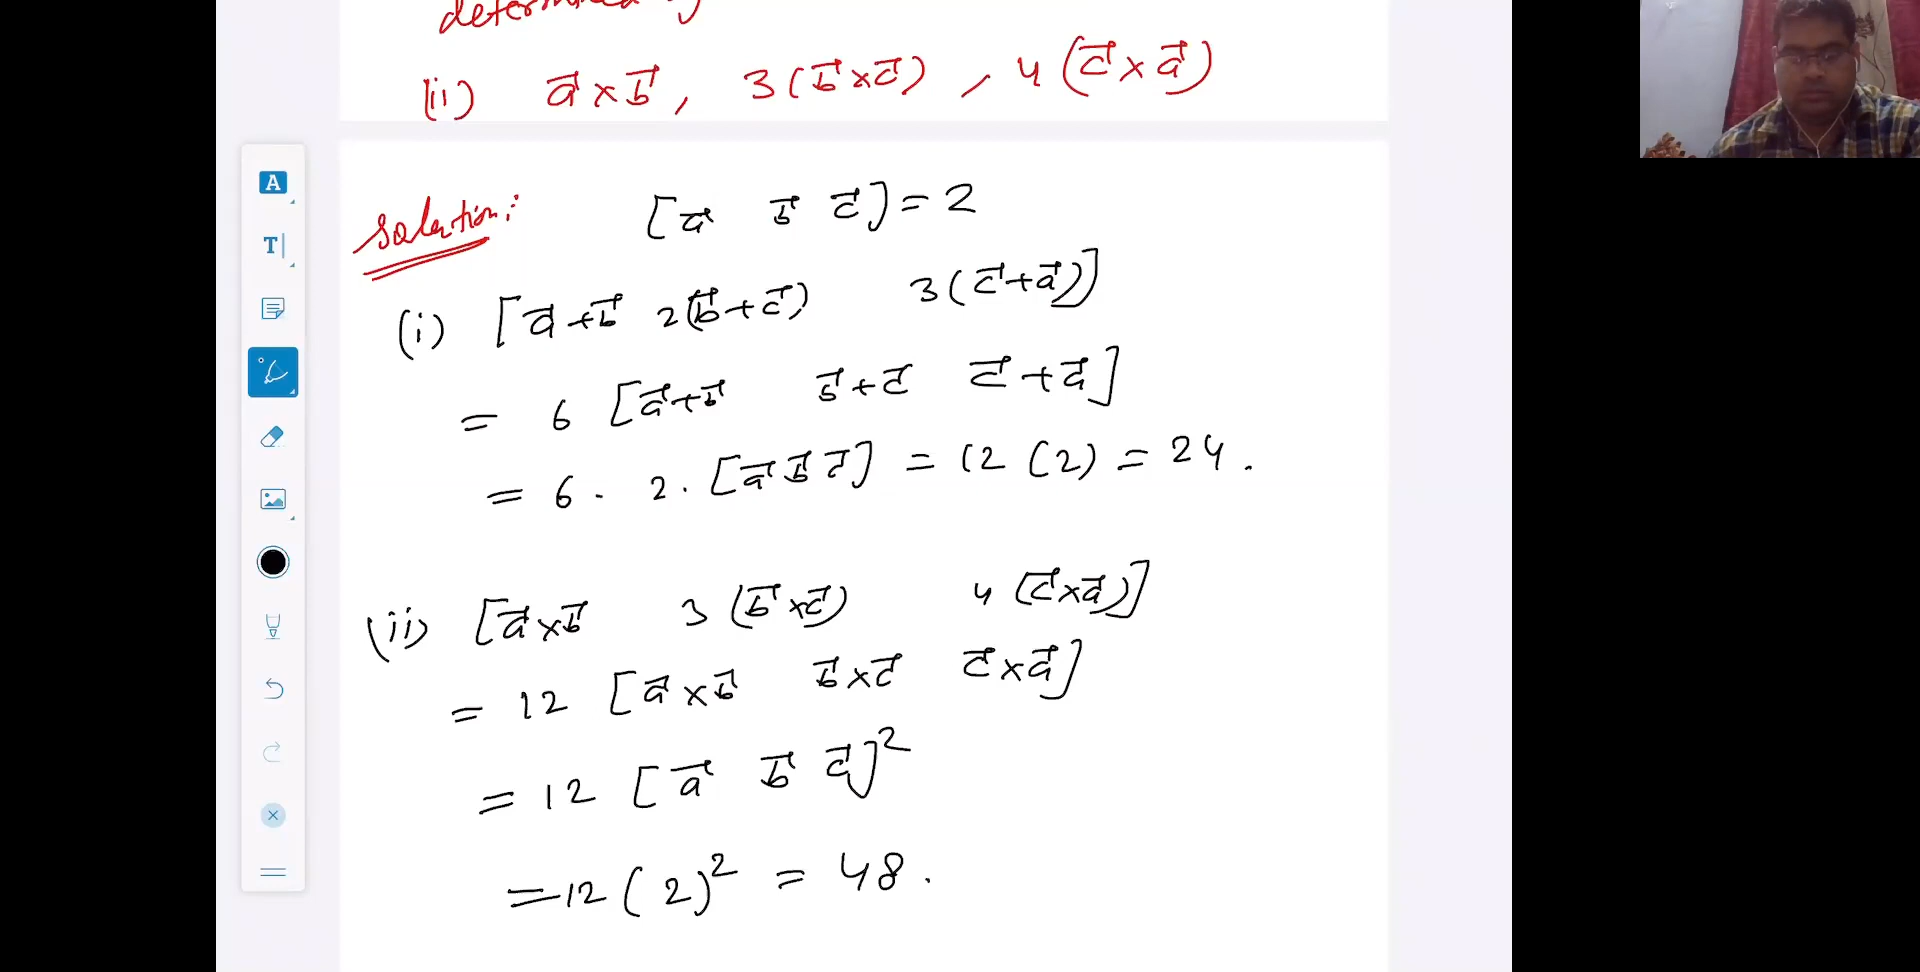 (ii) a⃗×b⃗, 3(b⃗×c⃗), 4(c⃗×a⃗)
A
solution:
[a⃗ b⃗ c⃗]=2
T
(i) [a⃗+b⃗ 2(b⃗+c⃗) 3(c⃗+a⃗)]
= 6 [a⃗+b⃗ b⃗+c⃗ c⃗+a⃗]
= 6 . 2 . [a⃗ b⃗ c⃗] = 12 (2) = 24 .
(ii) [a⃗×b⃗ 3(b⃗×c⃗) 4(c⃗×a⃗)]
= 12 [a⃗×b⃗ b⃗×c⃗ c⃗×a⃗]
= 12 [a⃗ b⃗ c⃗]²
=12 (2)² = 48 .